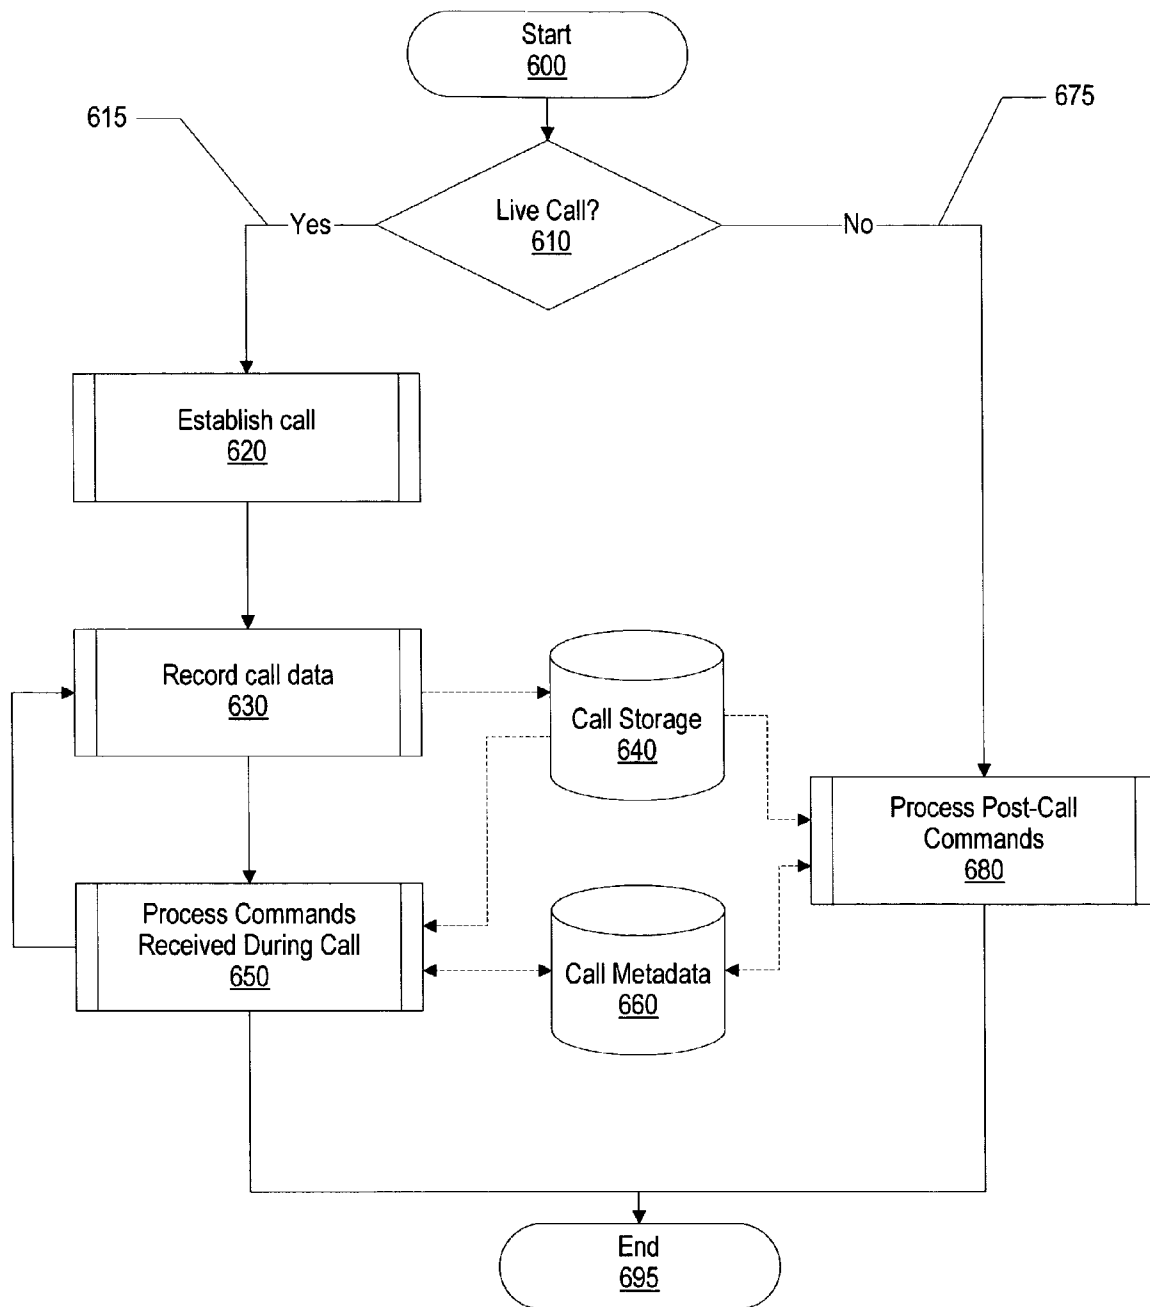 Start
600
615
675
Live Call?
610
Yes
No
Establish call
620
Record call data
630
Call Storage
640
Process Post-Call
Commands
680
Process Commands
Received During Call
650
Call Metadata
660
End
695